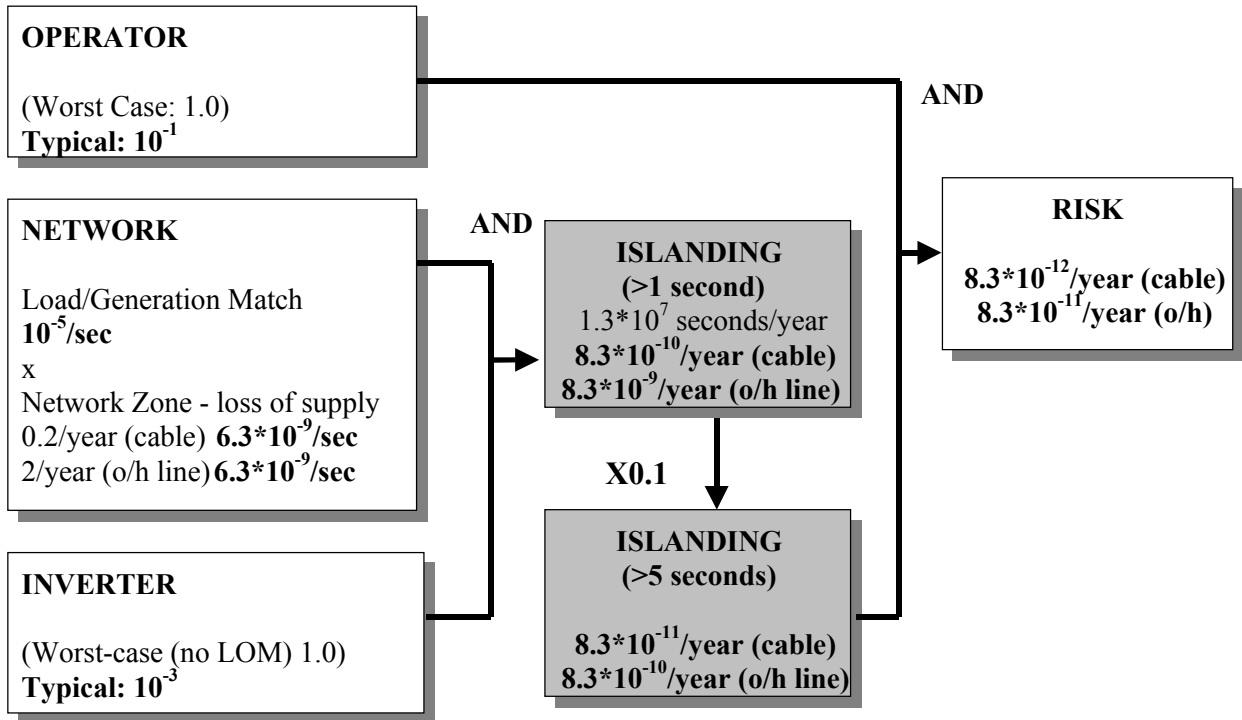 OPERATOR
(Worst Case: 1.0)
Typical: 10⁻¹
AND
NETWORK
Load/Generation Match
10⁻⁵/sec
x
Network Zone - loss of supply
0.2/year (cable) 6.3*10⁻⁹/sec
2/year (o/h line) 6.3*10⁻⁹/sec
AND
INVERTER
(Worst-case (no LOM) 1.0)
Typical: 10⁻³
ISLANDING
(>1 second)
1.3*10⁷ seconds/year
8.3*10⁻¹⁰/year (cable)
8.3*10⁻⁹/year (o/h line)
X0.1
ISLANDING
(>5 seconds)
8.3*10⁻¹¹/year (cable)
8.3*10⁻¹⁰/year (o/h line)
RISK
8.3*10⁻¹²/year (cable)
8.3*10⁻¹¹/year (o/h)